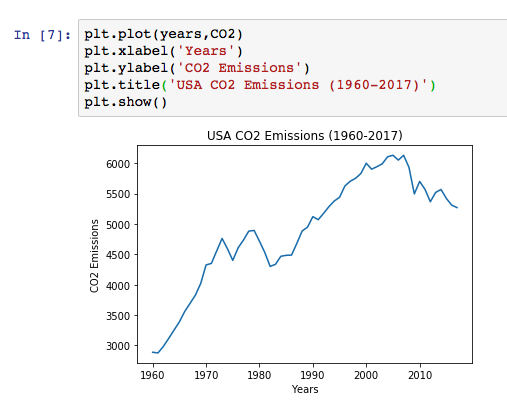 In [7]: plt.plot(years,CO2)
plt.xlabel('Years')
plt.ylabel('CO2 Emissions')
plt.title('USA CO2 Emissions (1960-2017)')
plt.show()
USA CO2 Emissions (1960-2017)
6000
5500
5000
4500
4000
3500
3000
CO2 Emissions
1960 1970 1980 1990 2000 2010
Years